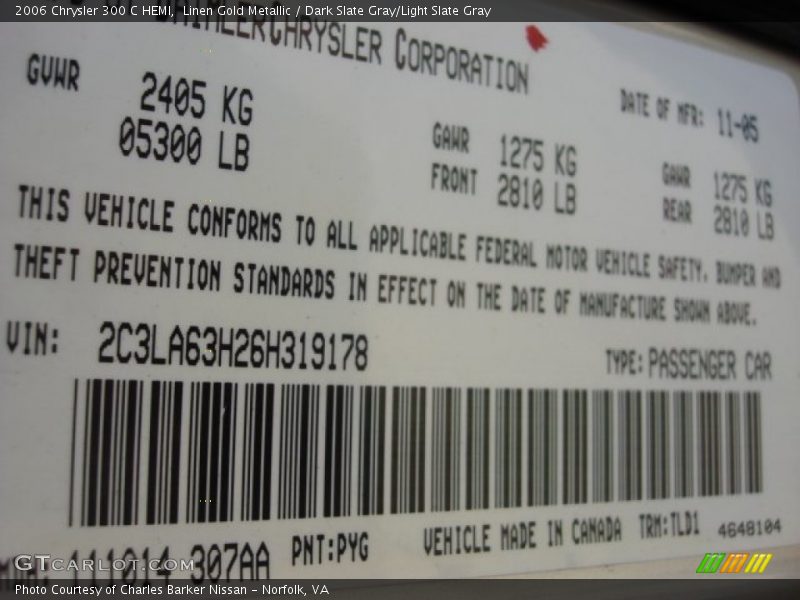 2006 Chrysler 300 C HEMI, Linen Gold Metallic / Dark Slate Gray/Light Slate Gray
DAIMLERCHRYSLER CORPORATION
GVWR 2405 KG
05300 LB
DATE OF MFR: 11-05
GAWR FRONT 1275 KG
2810 LB
GAWR REAR 1275 KG
2810 LB
THIS VEHICLE CONFORMS TO ALL APPLICABLE FEDERAL MOTOR VEHICLE SAFETY, BUMPER AND
THEFT PREVENTION STANDARDS IN EFFECT ON THE DATE OF MANUFACTURE SHOWN ABOVE.
VIN: 2C3LA63H26H319178
TYPE: PASSENGER CAR
111014 307AA PNT:PYG VEHICLE MADE IN CANADA TRM:TLD1 4648104
GTCARLOT.COM
Photo Courtesy of Charles Barker Nissan - Norfolk, VA